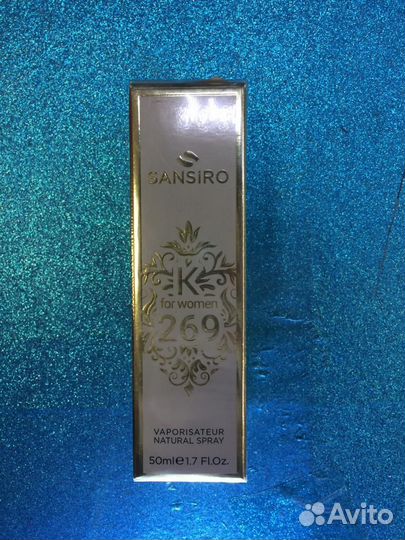 SANSiRO
K
for women
269
VAPORISATEUR
NATURAL SPRAY
50ml e 1.7 Fl.Oz.
Avito